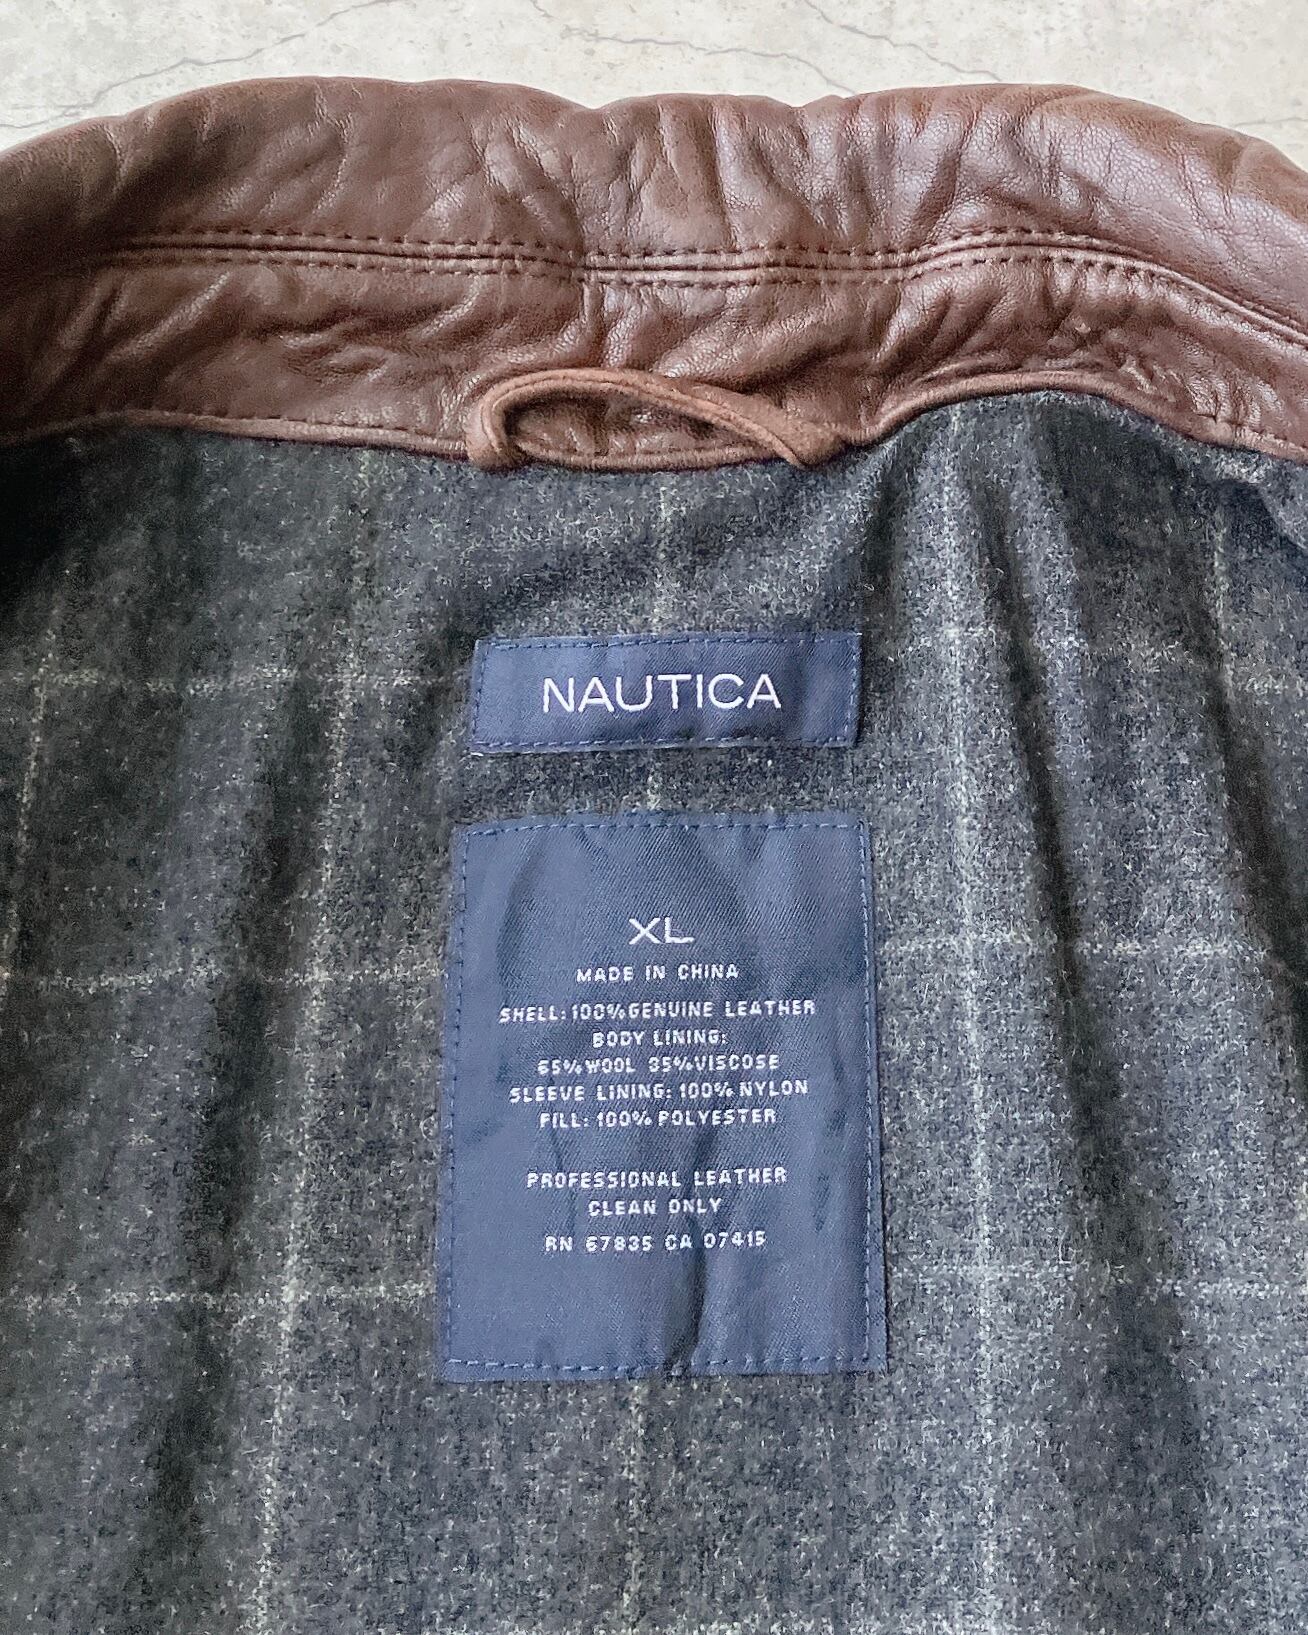 NAUTICA
XL
MADE IN CHINA
SHELL: 100% GENUINE LEATHER
BODY LINING:
65% WOOL 35% VISCOSE
SLEEVE LINING: 100% NYLON
FILL: 100% POLYESTER
PROFESSIONAL LEATHER
CLEAN ONLY
RN 67835 CA 07415